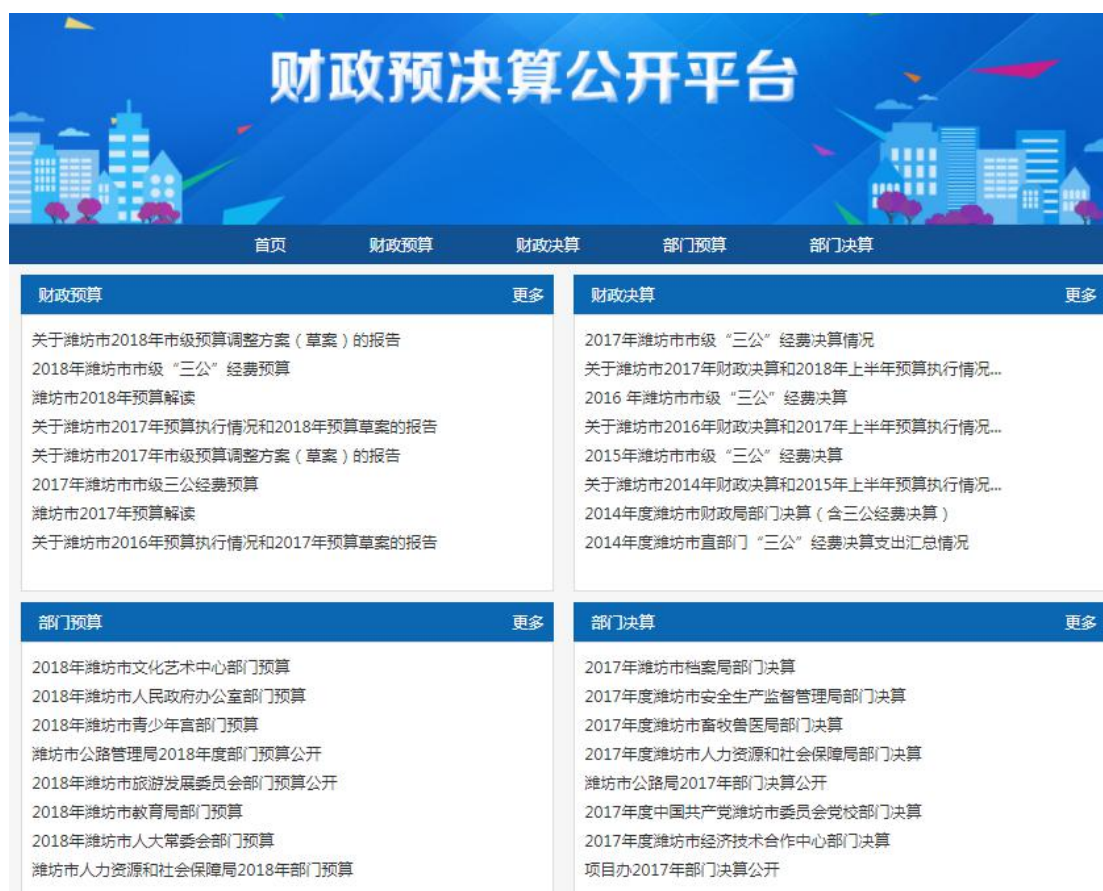 财政预决算公开平台
首页 财政预算 财政决算 部门预算 部门决算
财政预算 更多
关于潍坊市2018年市级预算调整方案（草案）的报告
2018年潍坊市市级“三公”经费预算
潍坊市2018年预算解读
关于潍坊市2017年预算执行情况和2018年预算草案的报告
关于潍坊市2017年市级预算调整方案（草案）的报告
2017年潍坊市市级三公经费预算
潍坊市2017年预算解读
关于潍坊市2016年预算执行情况和2017年预算草案的报告
财政决算 更多
2017年潍坊市市级“三公”经费决算情况
关于潍坊市2017年财政决算和2018年上半年预算执行情况...
2016 年潍坊市市级“三公”经费决算
关于潍坊市2016年财政决算和2017年上半年预算执行情况...
2015年潍坊市市级“三公”经费决算
关于潍坊市2014年财政决算和2015年上半年预算执行情况...
2014年度潍坊市财政局部门决算（含三公经费决算）
2014年度潍坊市直部门“三公”经费决算支出汇总情况
部门预算 更多
2018年潍坊市文化艺术中心部门预算
2018年潍坊市人民政府办公室部门预算
2018年潍坊市青少年宫部门预算
潍坊市公路管理局2018年度部门预算公开
2018年潍坊市旅游发展委员会部门预算公开
2018年潍坊市教育局部门预算
2018年潍坊市人大常委会部门预算
潍坊市人力资源和社会保障局2018年部门预算
部门决算 更多
2017年潍坊市档案局部门决算
2017年度潍坊市安全生产监督管理局部门决算
2017年度潍坊市畜牧兽医局部门决算
2017年度潍坊市人力资源和社会保障局部门决算
潍坊市公路局2017年部门决算公开
2017年度中国共产党潍坊市委员会党校部门决算
2017年度潍坊市经济技术合作中心部门决算
项目办2017年部门决算公开